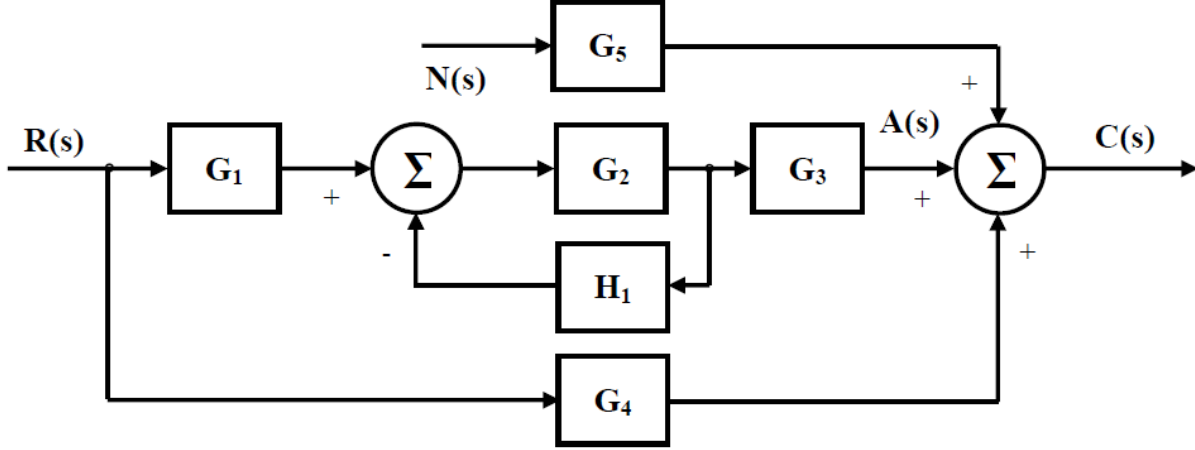 G₅
N(s)
+
R(s)
G₁
+
Σ
G₂
G₃
A(s)
+
Σ
C(s)
-
H₁
+
G₄